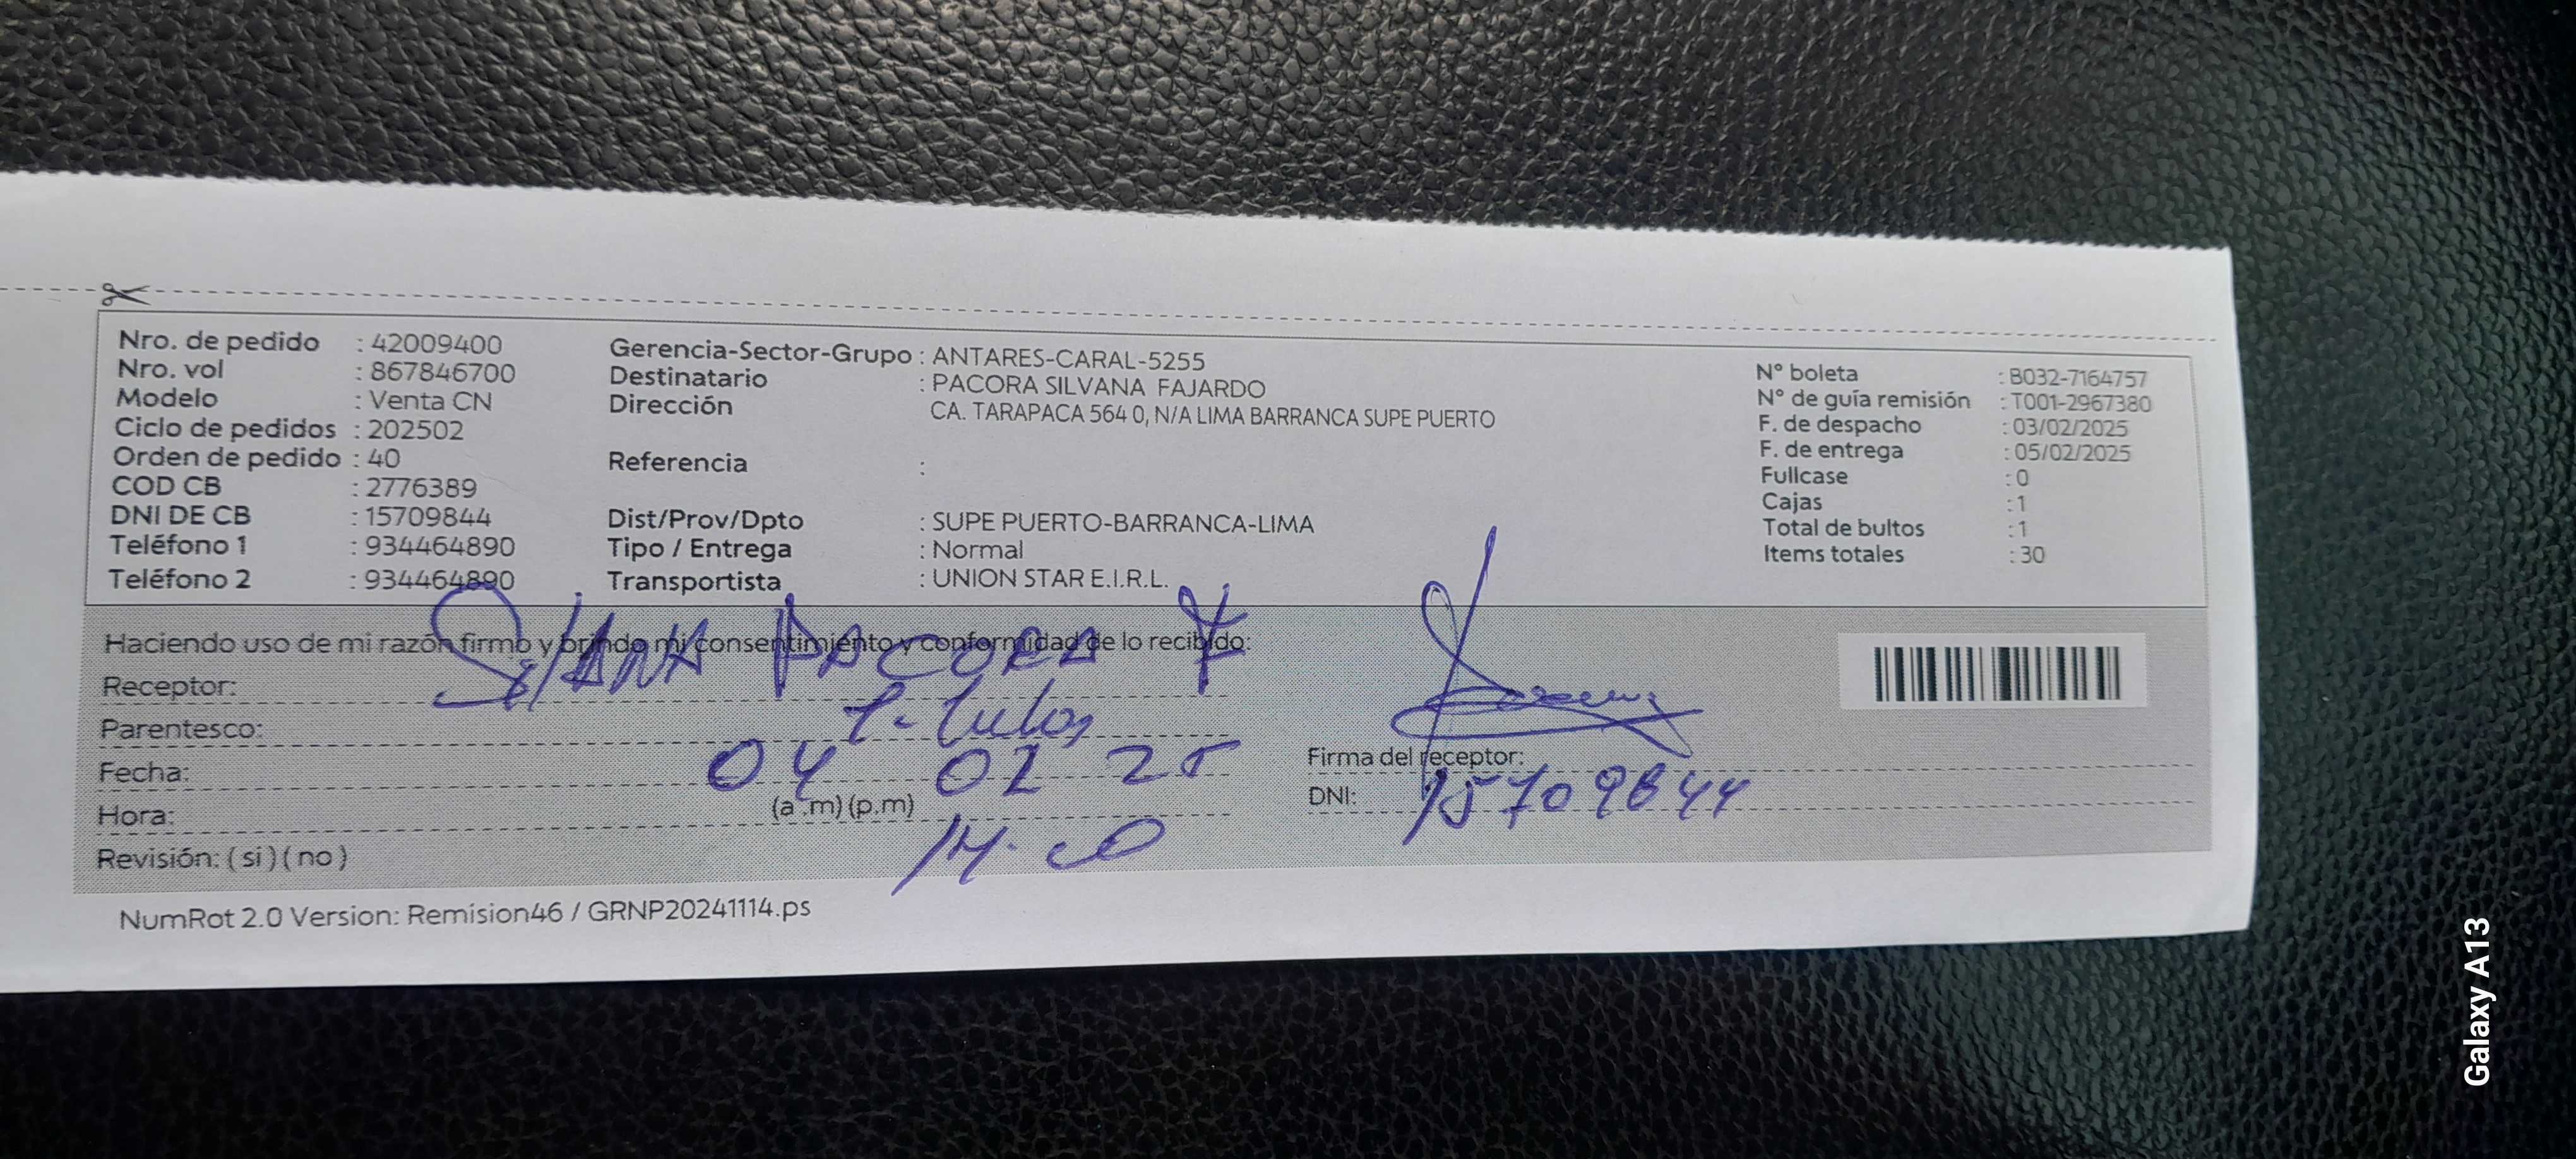 Nro. de pedido : 42009400
Nro. vol : 867846700
Modelo : Venta CN
Ciclo de pedidos : 202502
Orden de pedido : 40
COD CB : 2776389
DNI DE CB : 15709844
Teléfono 1 : 934464890
Teléfono 2 : 934464890
Gerencia-Sector-Grupo : ANTARES-CARAL-5255
Destinatario : PACORA SILVANA FAJARDO
Dirección CA. TARAPACA 564 0, N/A LIMA BARRANCA SUPE PUERTO
Referencia :
Dist/Prov/Dpto : SUPE PUERTO-BARRANCA-LIMA
Tipo / Entrega : Normal
Transportista : UNION STAR E.I.R.L.
N° boleta : B032-7164757
N° de guía remisión : T001-2967380
F. de despacho : 03/02/2025
F. de entrega : 05/02/2025
Fullcase : 0
Cajas : 1
Total de bultos : 1
Items totales : 30
Haciendo uso de mi razón firmo y brindo mi consentimiento y conformidad de lo recibido:
Receptor: PACORA F
Parentesco:
Fecha: 04 02 25
Hora: (a.m) (p.m)
Revisión: ( si ) ( no )
Firma del receptor:
DNI: 15709844
NumRot 2.0 Version: Remision46 / GRNP20241114.ps
Galaxy A13